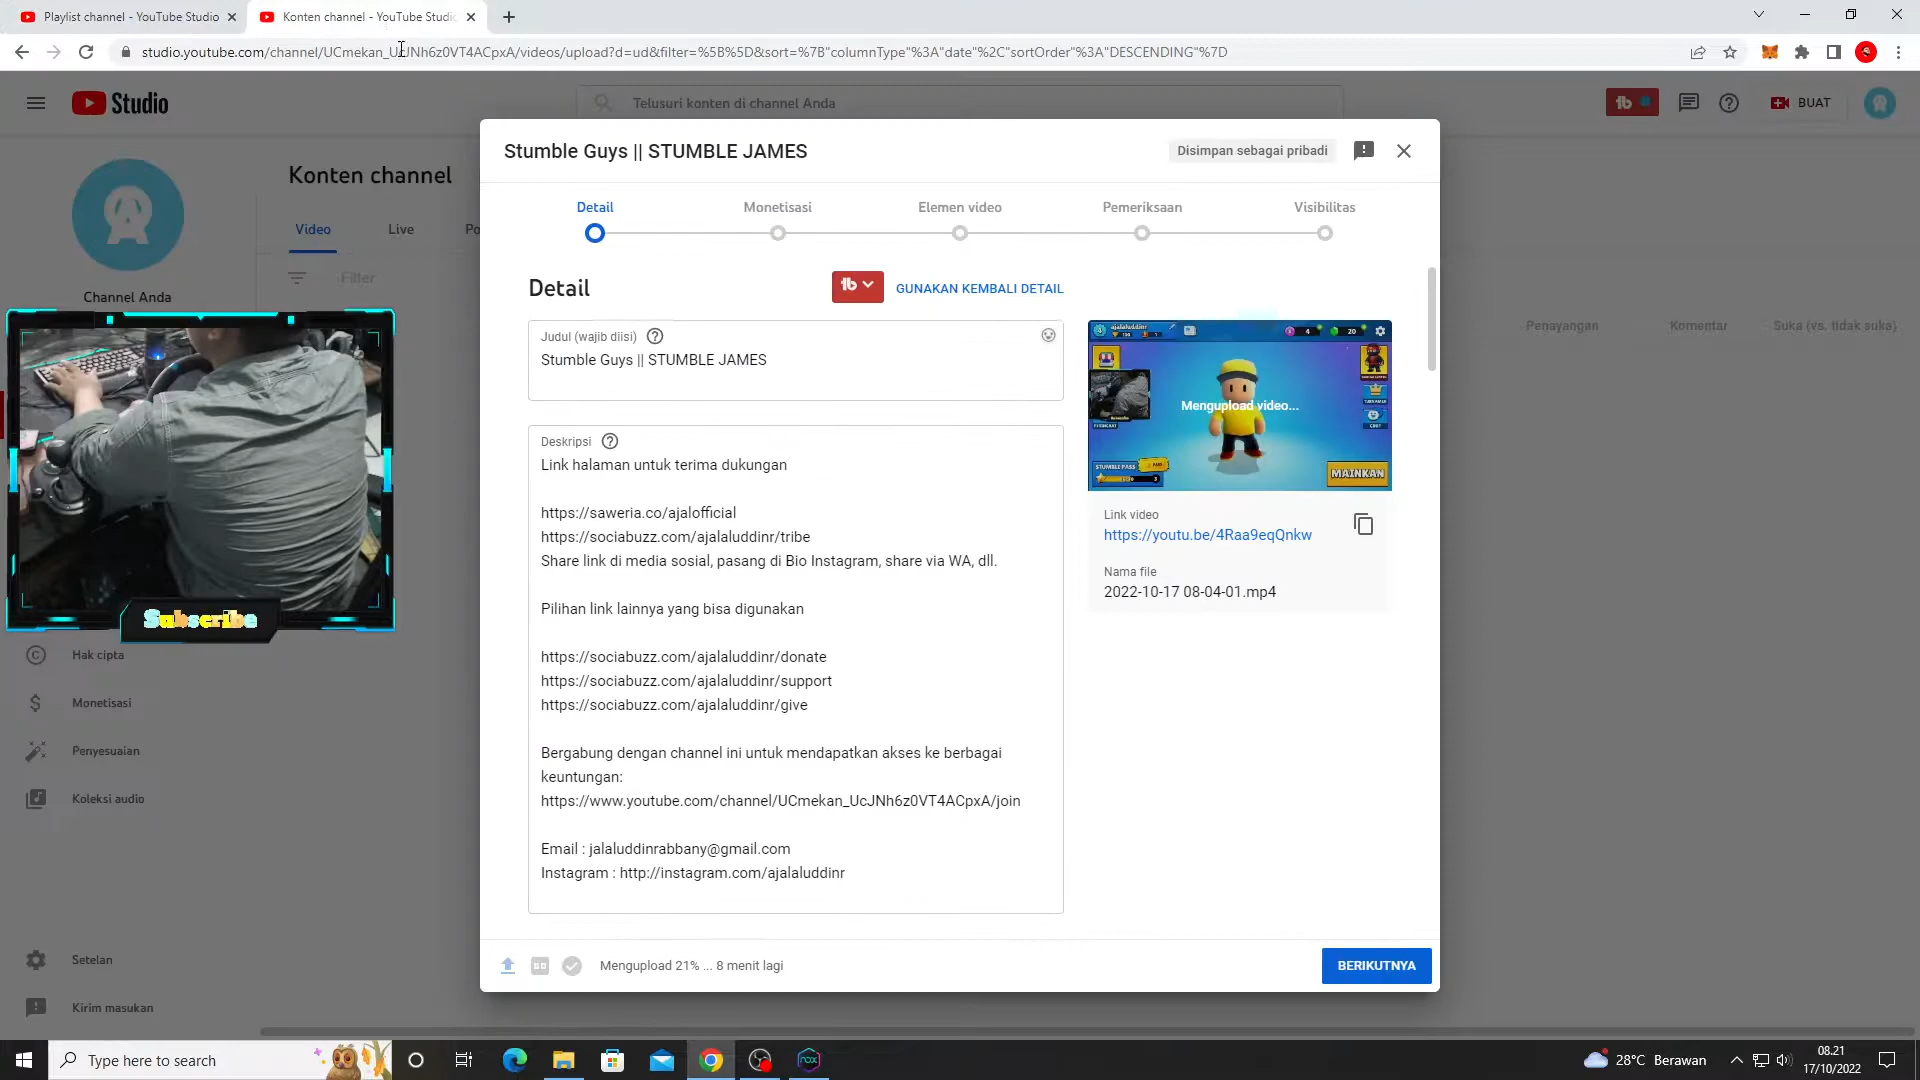 Playlist channel - YouTube Studio
Konten channel - YouTube Studio
studio.youtube.com/channel/UCmekan_UcJNh6z0VT4ACpxA/videos/upload?d=ud&filter=%5B%5D&sort=%7B"columnType"%3A"date"%2C"sortOrder"%3A"DESCENDING"%7D
Studio
Telusuri konten di channel Anda
BUAT
Konten channel
Video
Live
Filter
Channel Anda
Subscribe
Hak cipta
Monetisasi
Penyesuaian
Koleksi audio
Setelan
Kirim masukan
Penayangan
Komentar
Suka (vs. tidak suka)
Stumble Guys || STUMBLE JAMES
Disimpan sebagai pribadi
Detail
Monetisasi
Elemen video
Pemeriksaan
Visibilitas
Detail
GUNAKAN KEMBALI DETAIL
Judul (wajib diisi)
Stumble Guys || STUMBLE JAMES
Deskripsi
Link halaman untuk terima dukungan
https://saweria.co/ajalofficial
https://sociabuzz.com/ajalaluddinr/tribe
Share link di media sosial, pasang di Bio Instagram, share via WA, dll.
Pilihan link lainnya yang bisa digunakan
https://sociabuzz.com/ajalaluddinr/donate
https://sociabuzz.com/ajalaluddinr/support
https://sociabuzz.com/ajalaluddinr/give
Bergabung dengan channel ini untuk mendapatkan akses ke berbagai
keuntungan:
https://www.youtube.com/channel/UCmekan_UcJNh6z0VT4ACpxA/join
Email : jalaluddinrabbany@gmail.com
Instagram : http://instagram.com/ajalaluddinr
ajalaluddinr
4
20
Mengupload video...
STUMBLE PASS
MAINKAN
Link video
https://youtu.be/4Raa9eqQnkw
Nama file
2022-10-17 08-04-01.mp4
Mengupload 21% ... 8 menit lagi
BERIKUTNYA
Type here to search
28°C Berawan
08.21
17/10/2022